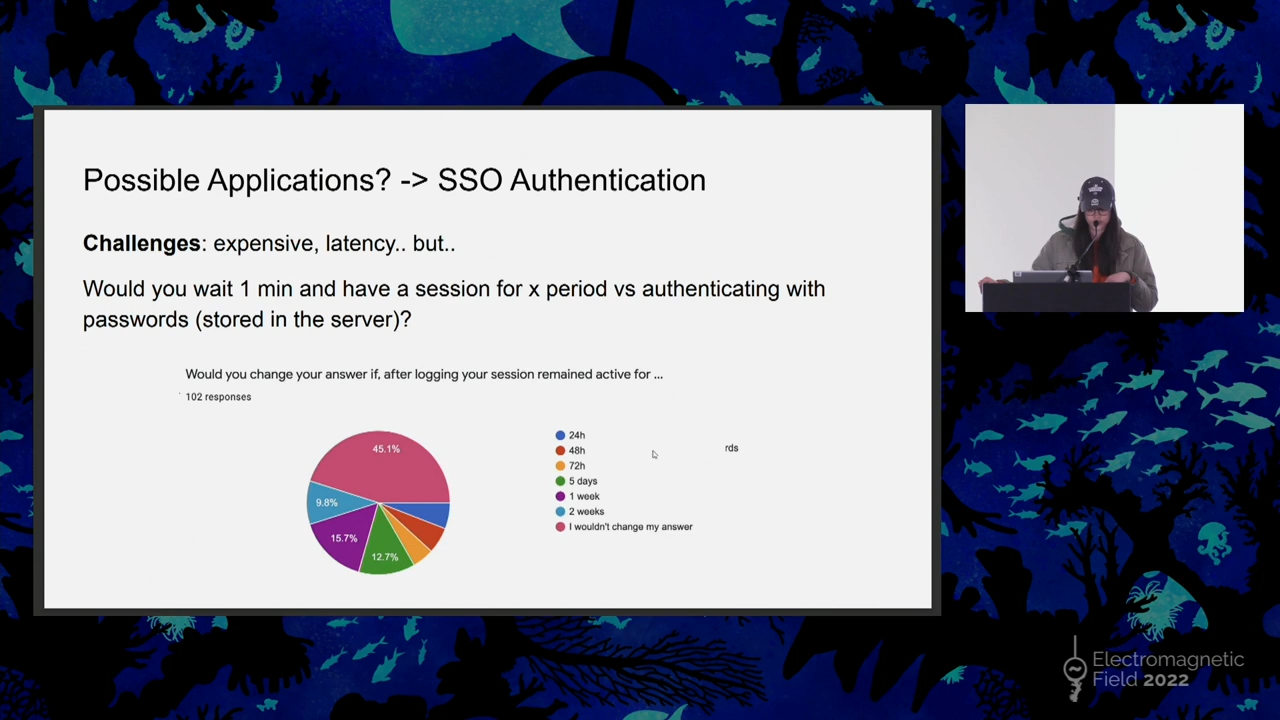 Possible Applications? -> SSO Authentication
Challenges: expensive, latency.. but..
Would you wait 1 min and have a session for x period vs authenticating with
passwords (stored in the server)?
Would you change your answer if, after logging your session remained active for ...
102 responses
45.1%
9.8%
15.7%
12.7%
24h
48h
rds
72h
5 days
1 week
2 weeks
I wouldn't change my answer
Electromagnetic
Field 2022